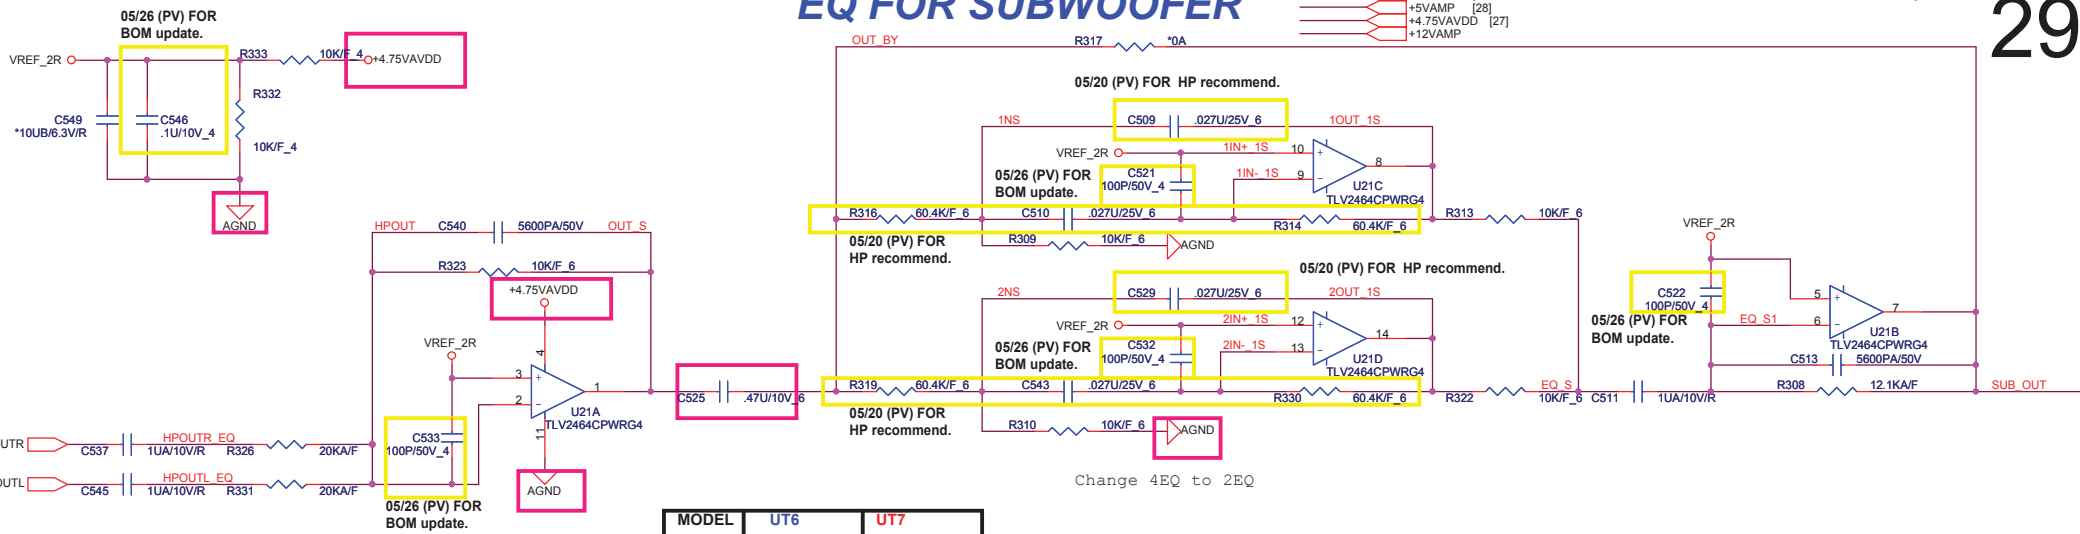 EQ FOR SUBWOOFER
+5VAMP [28]
+4.75VAVDD [27]
+12VAMP
29
05/26 (PV) FOR
BOM update.
VREF_2R
R333
10K/F_4
+4.75VAVDD
R332
10K/F_4
C549
*10UB/6.3V/R
C546
.1U/10V_4
AGND
OUT_BY
R317
*0A
05/20 (PV) FOR HP recommend.
1NS
C509
.027U/25V_6
1OUT_1S
VREF_2R
1IN+_1S
10
8
1IN-_1S
9
U21C
TLV2464CPWRG4
05/26 (PV) FOR
BOM update.
C521
100P/50V_4
R316
60.4K/F_6
C510
.027U/25V_6
R314
60.4K/F_6
R313
10K/F_6
05/20 (PV) FOR
HP recommend.
R309
10K/F_6
AGND
HPOUT
C540
5600PA/50V
OUT_S
R323
10K/F_6
+4.75VAVDD
VREF_2R
4
3
2
1
11
U21A
TLV2464CPWRG4
C533
100P/50V_4
AGND
C525
.47U/10V_6
UTR
C537
1UA/10V/R
HPOUTR_EQ
R326
20KA/F
OUTL
C545
1UA/10V/R
HPOUTL_EQ
R331
20KA/F
05/26 (PV) FOR
BOM update.
05/20 (PV) FOR HP recommend.
2NS
C529
.027U/25V_6
2OUT_1S
VREF_2R
2IN+_1S
12
14
2IN-_1S
13
U21D
TLV2464CPWRG4
05/26 (PV) FOR
BOM update.
C532
100P/50V_4
R319
60.4K/F_6
C543
.027U/25V_6
R330
60.4K/F_6
R322
10K/F_6
EQ_S
05/20 (PV) FOR
HP recommend.
R310
10K/F_6
AGND
Change 4EQ to 2EQ
VREF_2R
C522
100P/50V_4
05/26 (PV) FOR
BOM update.
EQ_S1
5
6
7
U21B
TLV2464CPWRG4
C513
5600PA/50V
C511
1UA/10V/R
R308
12.1KA/F
SUB_OUT
MODEL UT6 UT7